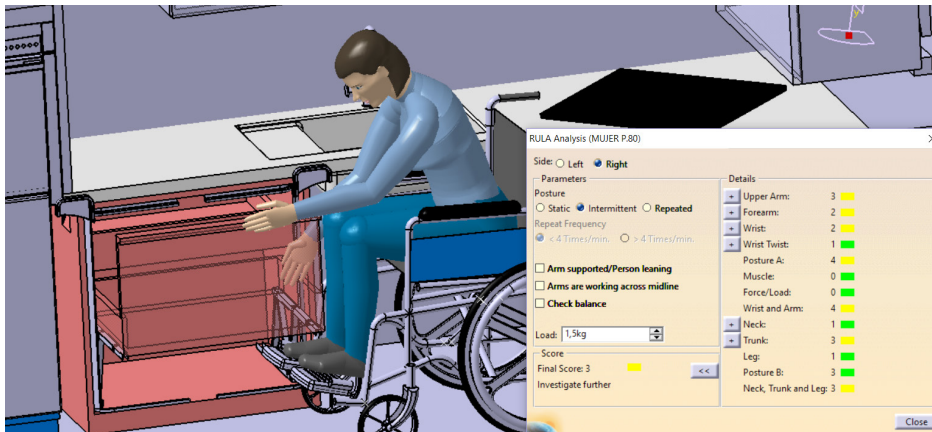 y
RULA Analysis (MUJER P.80)
Side: Left Right
Parameters
Posture
Static Intermittent Repeated
Repeat Frequency
< 4 Times/min. > 4 Times/min.
Arm supported/Person leaning
Arms are working across midline
Check balance
Load: 1,5kg
Score
Final Score: 3
<<
Investigate further
Details
+ Upper Arm: 3
+ Forearm: 2
+ Wrist: 2
+ Wrist Twist: 1
Posture A: 4
Muscle: 0
Force/Load: 0
Wrist and Arm: 4
+ Neck: 1
+ Trunk: 3
Leg: 1
Posture B: 3
Neck, Trunk and Leg: 3
Close